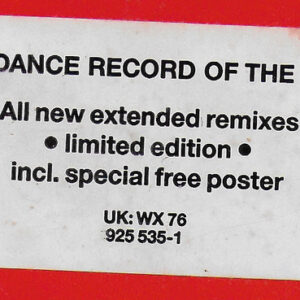 DANCE RECORD OF THE
All new extended remixes
• limited edition •
incl. special free poster
UK: WX 76
925 535-1